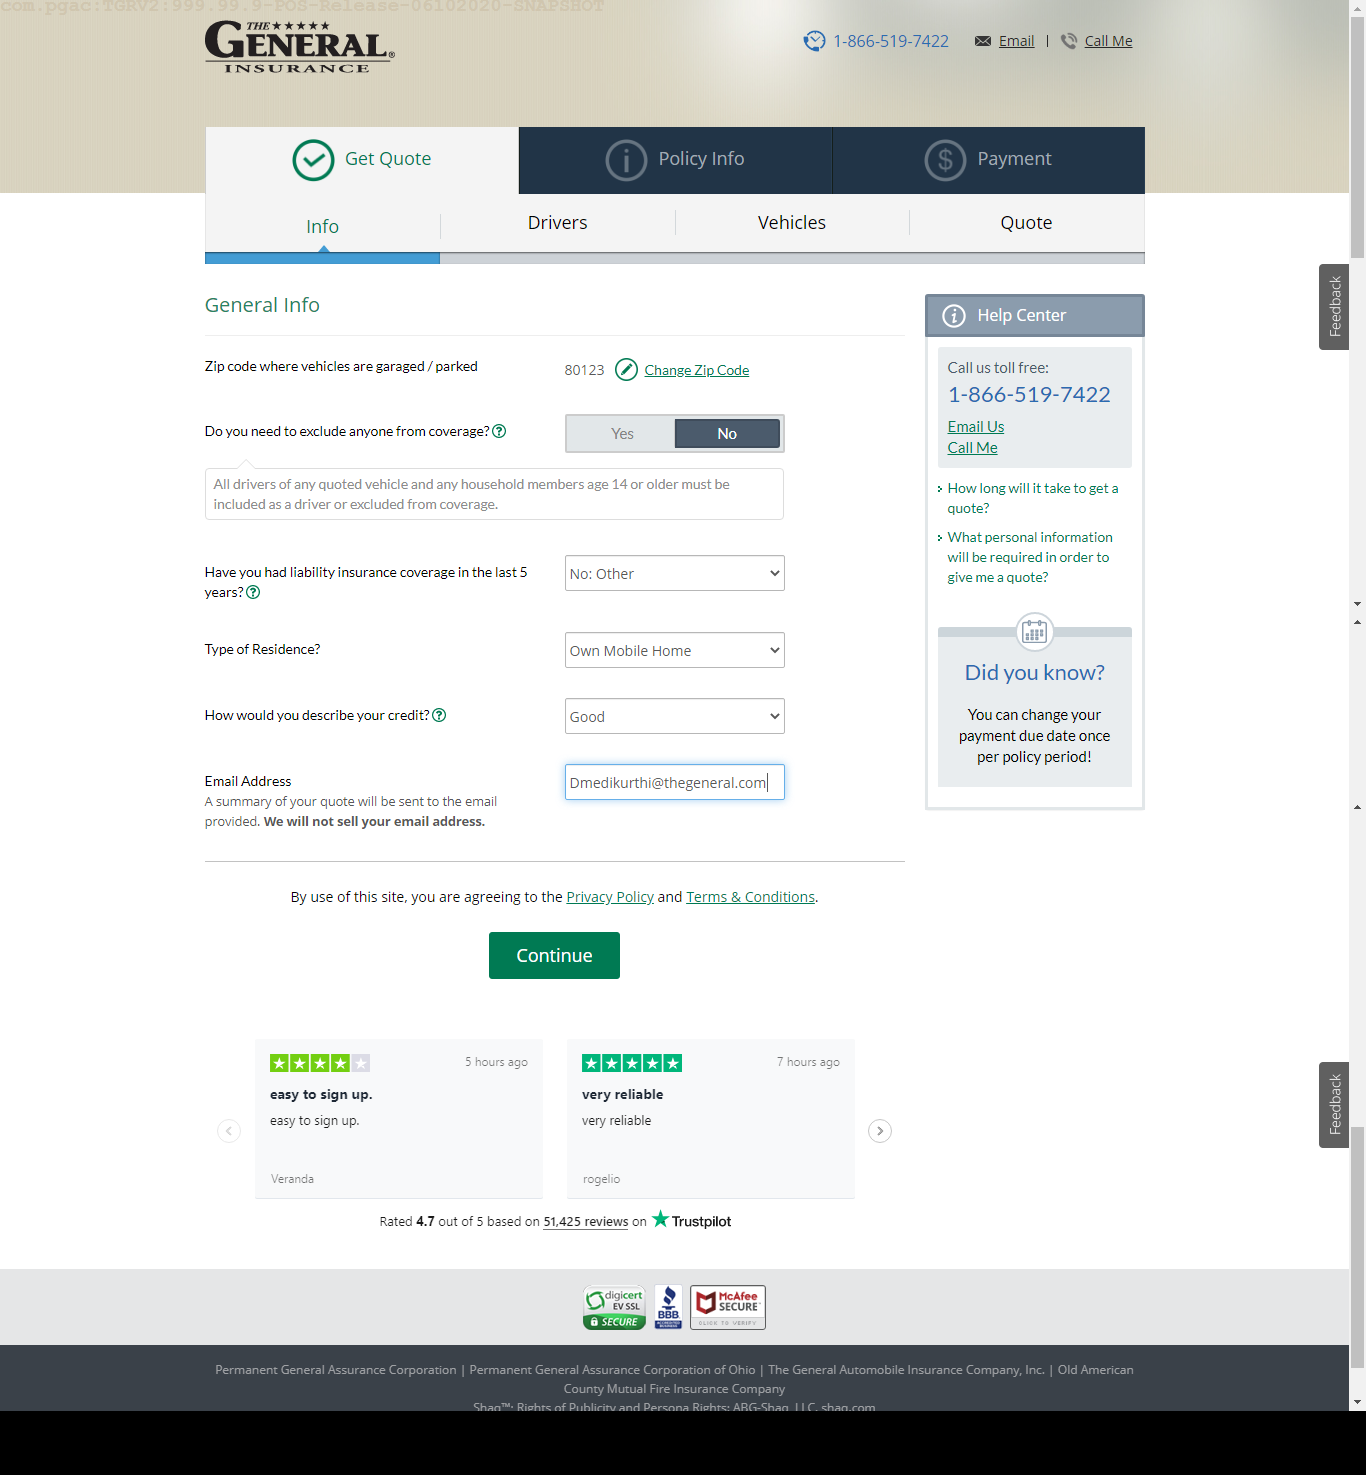 com.pgac:TGRV2:999.99.9-POS-Release-06102020-SNAPSHOT
THE
GENERAL®
INSURANCE
1-866-519-7422 Email | Call Me
Get Quote Policy Info Payment
Info Drivers Vehicles Quote
General Info
Zip code where vehicles are garaged / parked
80123 Change Zip Code
Do you need to exclude anyone from coverage?
Yes No
All drivers of any quoted vehicle and any household members age 14 or older must be
included as a driver or excluded from coverage.
Have you had liability insurance coverage in the last 5
years?
No: Other
Type of Residence?
Own Mobile Home
How would you describe your credit?
Good
Email Address
Dmedikurthi@thegeneral.com
A summary of your quote will be sent to the email
provided. We will not sell your email address.
By use of this site, you are agreeing to the Privacy Policy and Terms & Conditions.
Continue
Help Center
Call us toll free:
1-866-519-7422
Email Us
Call Me
How long will it take to get a
quote?
What personal information
will be required in order to
give me a quote?
Did you know?
You can change your
payment due date once
per policy period!
Feedback
5 hours ago
easy to sign up.
easy to sign up.
Veranda
7 hours ago
very reliable
very reliable
rogelio
Feedback
Rated 4.7 out of 5 based on 51,425 reviews on Trustpilot
digicert
EV SSL
SECURE
BBB
ACCREDITED
BUSINESS
McAfee
SECURE
CLICK TO VERIFY
Permanent General Assurance Corporation | Permanent General Assurance Corporation of Ohio | The General Automobile Insurance Company, Inc. | Old American
County Mutual Fire Insurance Company
Shaq™: Rights of Publicity and Persona Rights: ABG-Shaq, LLC. shaq.com